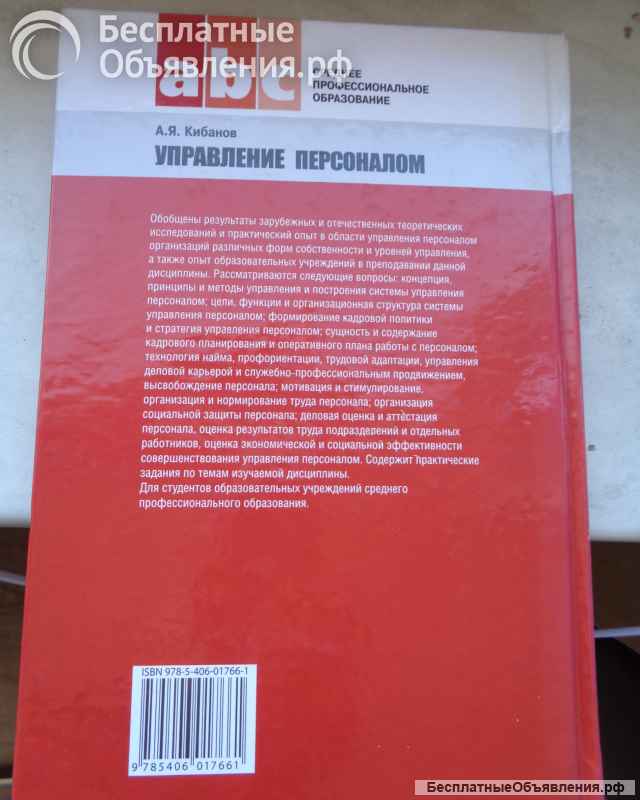 Бесплатные
Объявления.рф
abc
ПРОФЕССИОНАЛЬНОЕ
ОБРАЗОВАНИЕ
А.Я. Кибанов
УПРАВЛЕНИЕ ПЕРСОНАЛОМ
Обобщены результаты зарубежных и отечественных теоретических
исследований и практический опыт в области управления персоналом
организаций различных форм собственности и уровней управления,
а также опыт образовательных учреждений в преподавании данной
дисциплины. Рассматриваются следующие вопросы: концепция,
принципы и методы управления и построения системы управления
персоналом; цели, функции и организационная структура системы
управления персоналом; формирование кадровой политики
и стратегия управления персоналом; сущность и содержание
кадрового планирования и оперативного плана работы с персоналом;
технология найма, профориентации, трудовой адаптации, управления
деловой карьерой и служебно-профессиональным продвижением,
высвобождение персонала; мотивация и стимулирование,
организация и нормирование труда персонала; организация
социальной защиты персонала; деловая оценка и аттестация
персонала, оценка результатов труда подразделений и отдельных
работников, оценка экономической и социальной эффективности
совершенствования управления персоналом. Содержит практические
задания по темам изучаемой дисциплины.
Для студентов образовательных учреждений среднего
профессионального образования.
ISBN 978-5-406-01766-1
9 785406 017661
БесплатныеОбъявления.рф